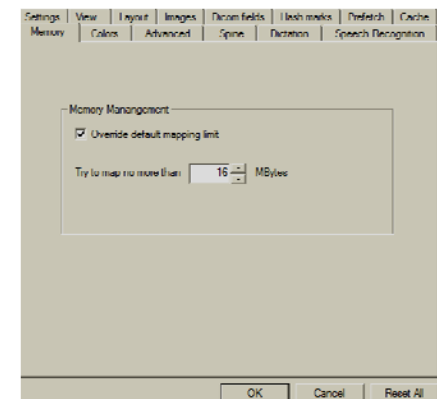 Settings View Layout Images Dicom fields Hash marks Prefetch Cache
Memory Colors Advanced Spine Dictation Speech Recognition
Memory Manangement
Override default mapping limit
Try to map no more than 16 MBytes
OK Cancel Reset All